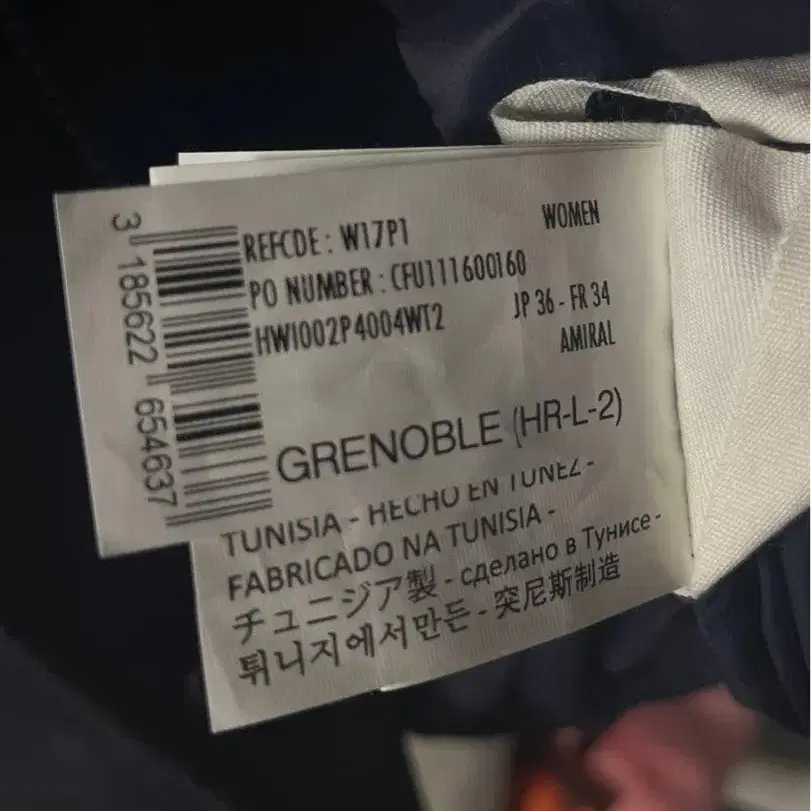 WOMEN
REFCDE : W17P1
PO NUMBER : CFU111600160
HWI002P4004WT2 JP 36 - FR 34
AMIRAL
3 185622 654637
GRENOBLE (HR-L-2)
TUNISIA - HECHO EN TUNEZ -
FABRICADO NA TUNISIA -
チュニジア製 - сделано в Тунисе -
튀니지에서만든 - 突尼斯制造